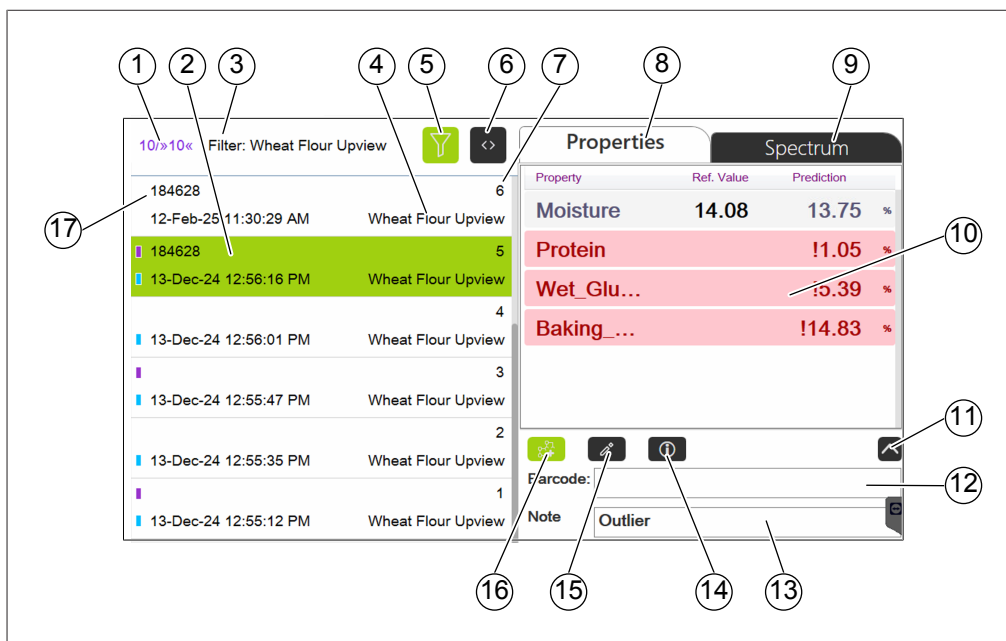 1 2 3 4 5 6 7 8 9
10/»10« Filter: Wheat Flour Upview
Properties Spectrum
Property Ref. Value Prediction
184628 6
12-Feb-25 11:30:29 AM Wheat Flour Upview
17
184628 5
13-Dec-24 12:56:16 PM Wheat Flour Upview
4
13-Dec-24 12:56:01 PM Wheat Flour Upview
3
13-Dec-24 12:55:47 PM Wheat Flour Upview
2
13-Dec-24 12:55:35 PM Wheat Flour Upview
1
13-Dec-24 12:55:12 PM Wheat Flour Upview
Moisture 14.08 13.75 %
Protein !1.05 %
10
Wet_Glu... !5.39 %
Baking_... !14.83 %
11
Barcode:
12
Note Outlier
16 15 14 13